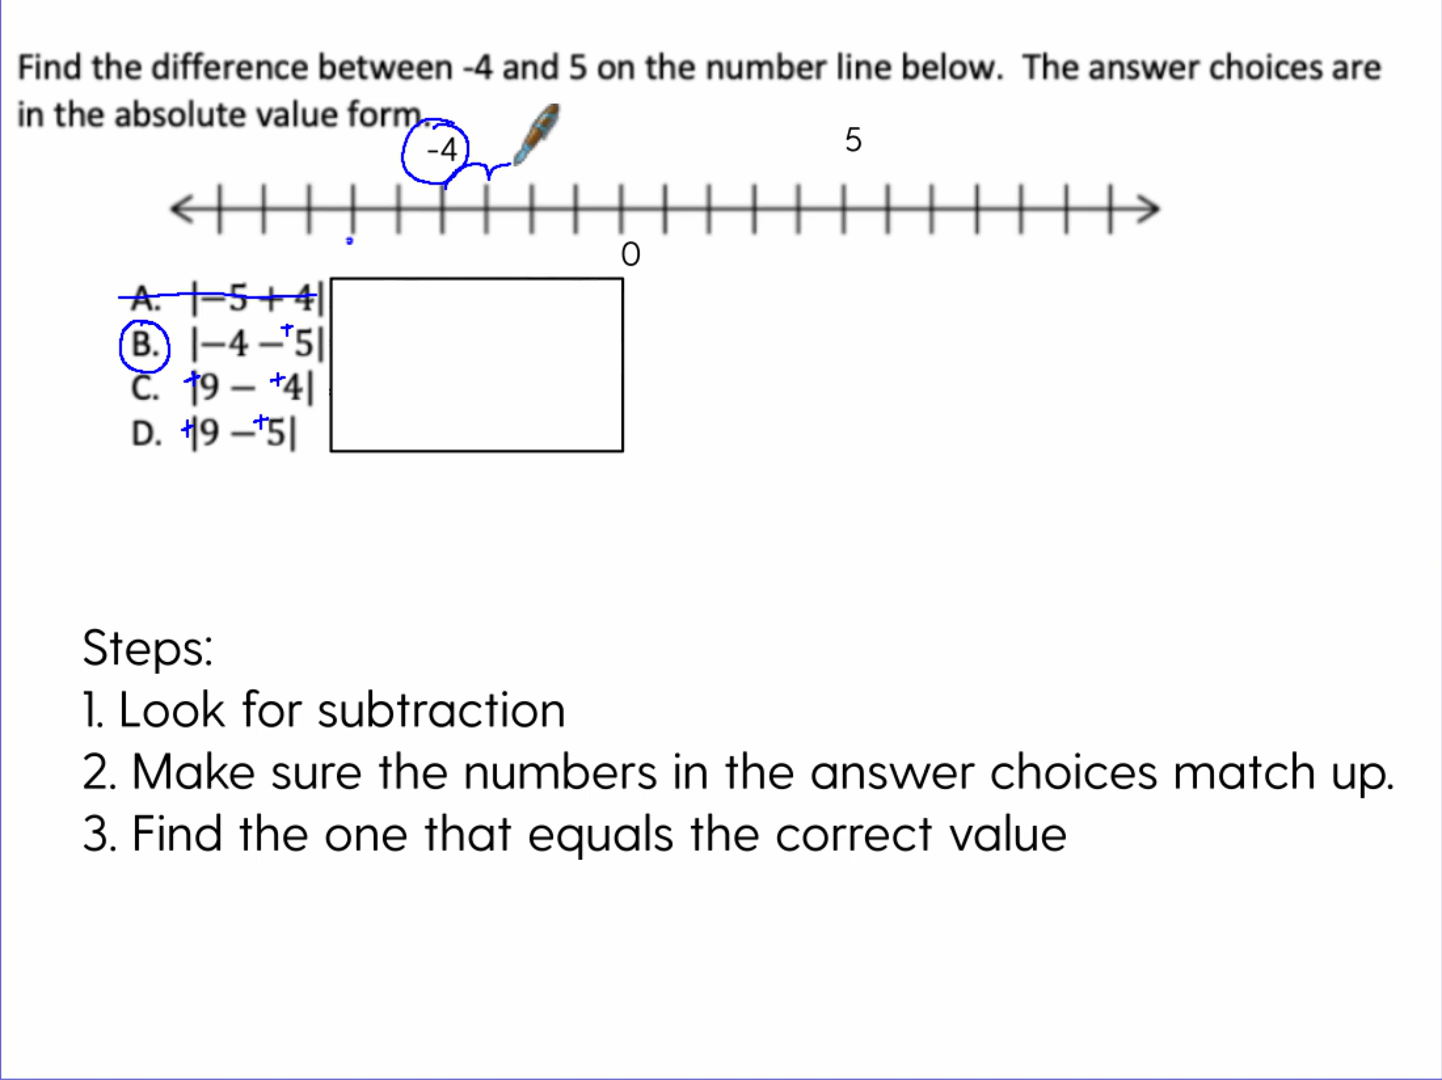 Find the difference between -4 and 5 on the number line below. The answer choices are
in the absolute value form.
-4 5
0
A. |−5 + 4|
B. |−4 − +5|
C. +|9 − +4|
D. +|9 − +5|
Steps:
1. Look for subtraction
2. Make sure the numbers in the answer choices match up.
3. Find the one that equals the correct value